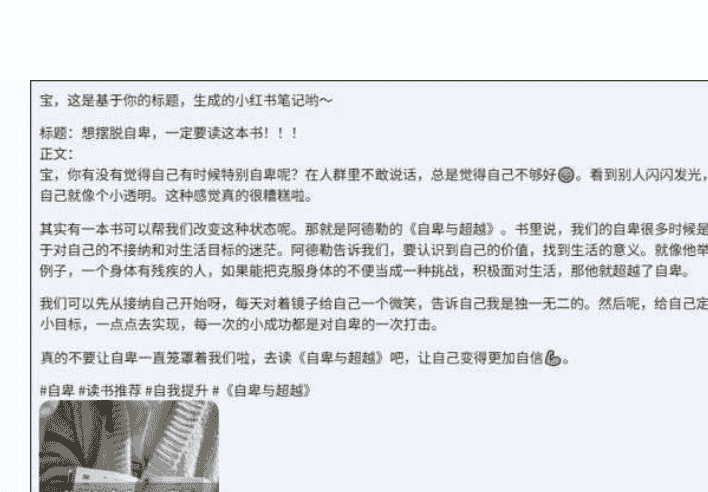 宝，这是基于你的标题，生成的小红书笔记哟～
标题：想摆脱自卑，一定要读这本书！！！
正文：
宝，你有没有觉得自己有时候特别自卑呢？在人群里不敢说话，总是觉得自己不够好。看到别人闪闪发光，
自己就像个小透明。这种感觉真的很糟糕啦。
其实有一本书可以帮我们改变这种状态呢。那就是阿德勒的《自卑与超越》。书里说，我们的自卑很多时候是
于对自己的不接纳和对生活目标的迷茫。阿德勒告诉我们，要认识到自己的价值，找到生活的意义。就像他举
例子，一个身体有残疾的人，如果能把克服身体的不便当成一种挑战，积极面对生活，那他就超越了自卑。
我们可以先从接纳自己开始呀，每天对着镜子给自己一个微笑，告诉自己我是独一无二的。然后呢，给自己定
小目标，一点点去实现，每一次的小成功都是对自卑的一次打击。
真的不要让自卑一直笼罩着我们啦，去读《自卑与超越》吧，让自己变得更加自信💪。
#自卑 #读书推荐 #自我提升 #《自卑与超越》